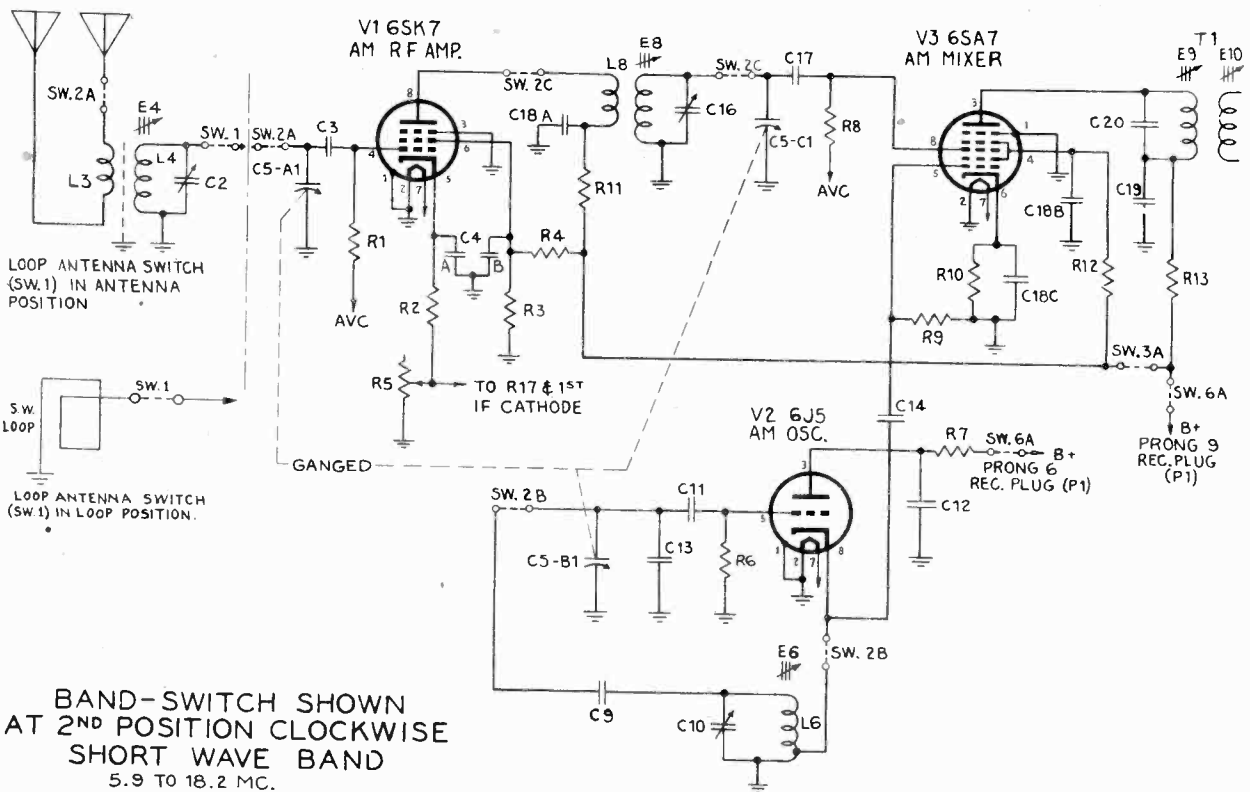 V1 6SK7
AM RF AMP.
V3 6SA7
AM MIXER
T1
E9
E10
E8
L8
SW. 2C
C17
SW. 2C
SW. 2A
E4
SW. 1
SW. 2A
C3
C18A
C16
C5-C1
R8
AVC
C20
C19
L3
L4
C2
C5-A1
R1
AVC
8
3
6
4
1
2
7
5
R11
C4
A
B
R4
R2
R3
8
5
1
4
2
7
6
C18B
R10
C18C
R12
R13
R9
LOOP ANTENNA SWITCH
(SW.1) IN ANTENNA
POSITION
R5
TO R17 & 1ST
IF CATHODE
SW.3A
SW. 6A
B+
PRONG 9
REC. PLUG
(P1)
S.W.
LOOP
SW. 1
GANGED
LOOP ANTENNA SWITCH
(SW.1) IN LOOP POSITION.
V2 6J5
AM OSC.
C14
R7
SW. 6A
B+
PRONG 6
REC. PLUG (P1)
C12
SW. 2B
C11
C5-B1
C13
R6
3
5
1
2
7
8
SW. 2B
E6
C9
C10
L6
BAND-SWITCH SHOWN
AT 2ND POSITION CLOCKWISE
SHORT WAVE BAND
5.9 TO 18.2 MC.